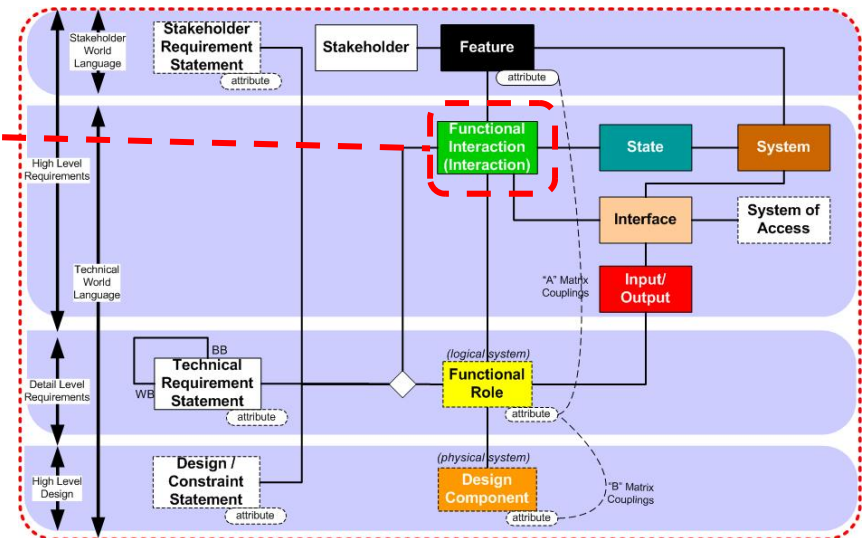 Stakeholder
World
Language
Stakeholder
Requirement
Statement
attribute
Stakeholder
Feature
attribute
High Level
Requirements
Functional
Interaction
(Interaction)
State
System
Interface
System of
Access
Technical
World
Language
"A" Matrix
Couplings
Input/
Output
BB
WB
Technical
Requirement
Statement
attribute
(logical system)
Functional
Role
attribute
Detail Level
Requirements
High Level
Design
Design /
Constraint
Statement
attribute
(physical system)
Design
Component
attribute
"B" Matrix
Couplings